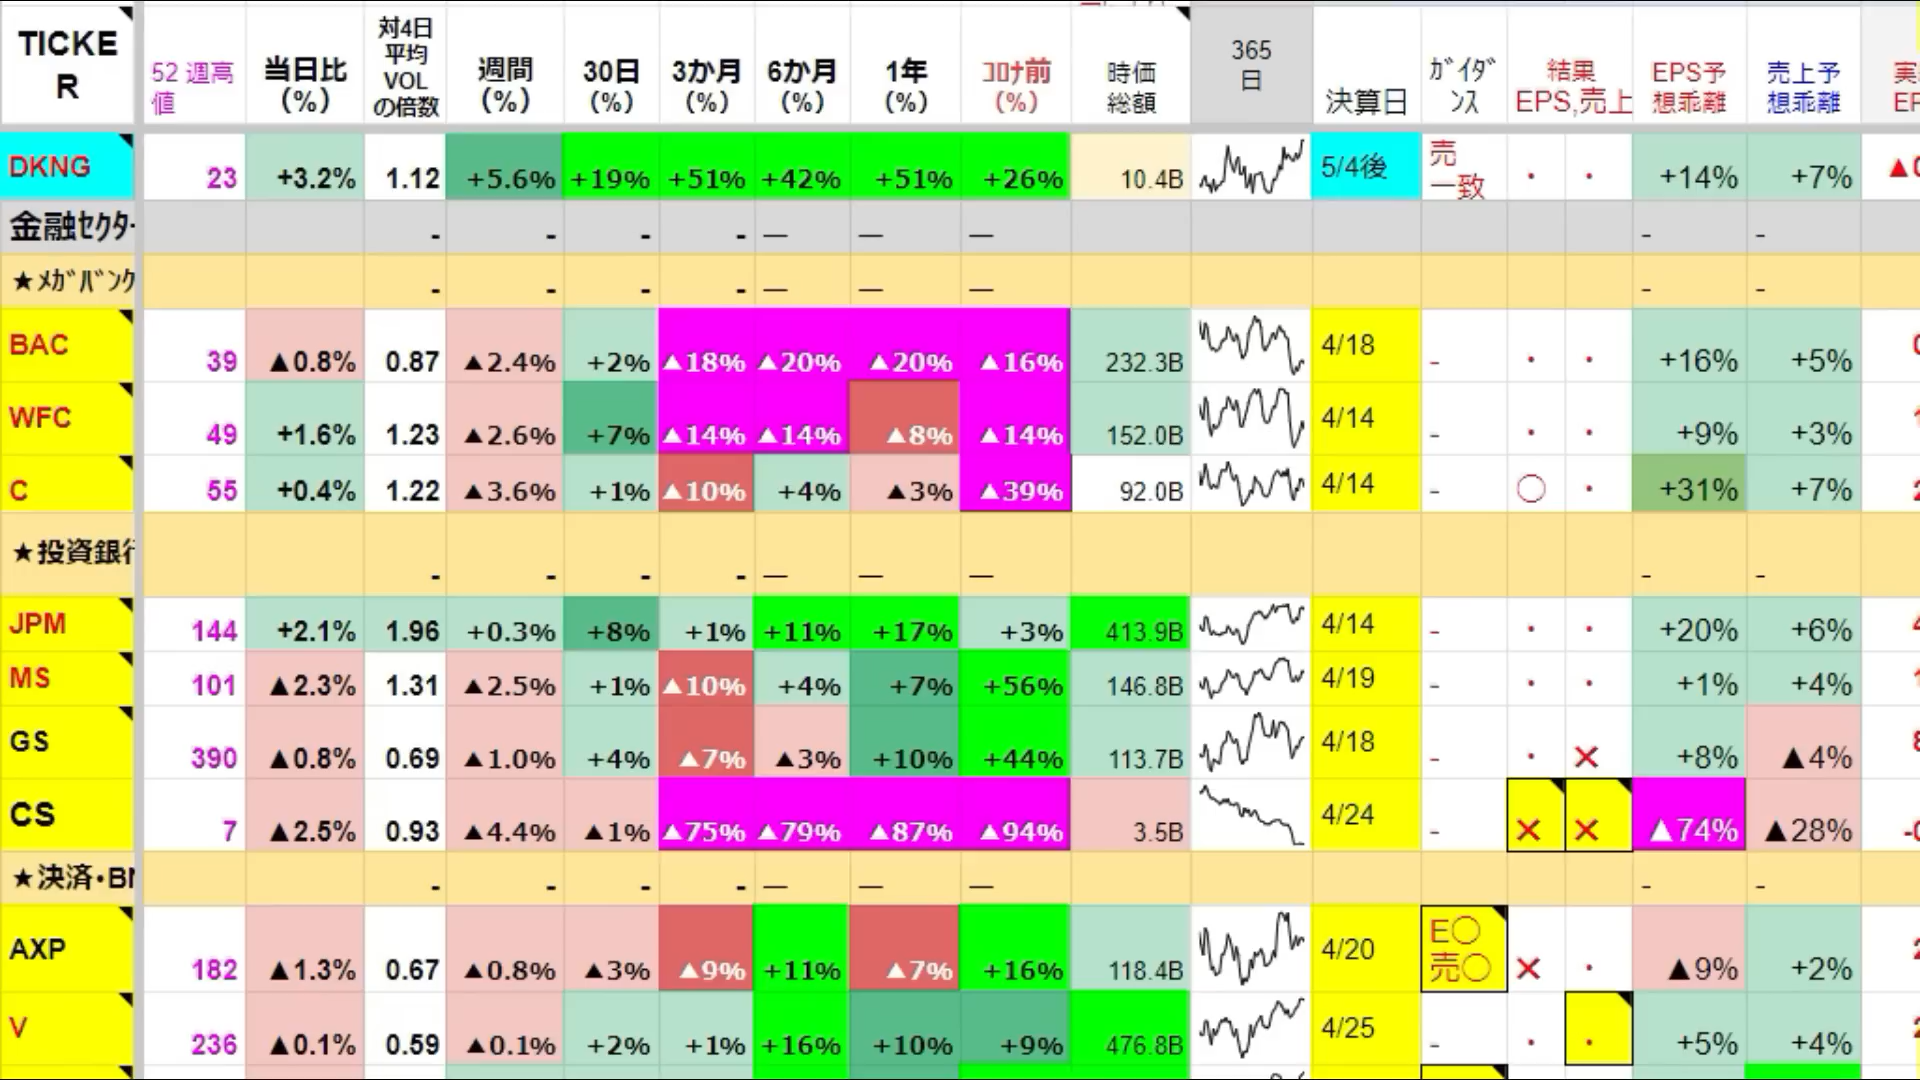 TICKE
R
52 週高
値
当日比
(%)
対4日
平均
VOL
の倍数
週間
(%)
30日
(%)
3か月
(%)
6か月
(%)
1年
(%)
ｺﾛﾅ前
(%)
時価
総額
365
日
決算日
ｶﾞｲﾀﾞ
ﾝｽ
結果
EPS,売上
EPS予
想乖離
売上予
想乖離
DKNG 23 +3.2% 1.12 +5.6% +19% +51% +42% +51% +26% 10.4B 5/4後 売 一致 ・ ・ +14% +7%
金融ｾｸﾀｰ - - - - — — — - -
★ﾒｶﾞﾊﾞﾝｸ - - - - — — — - -
BAC 39 ▲0.8% 0.87 ▲2.4% +2% ▲18% ▲20% ▲20% ▲16% 232.3B 4/18 - ・ ・ +16% +5%
WFC 49 +1.6% 1.23 ▲2.6% +7% ▲14% ▲14% ▲8% ▲14% 152.0B 4/14 - ・ ・ +9% +3%
C 55 +0.4% 1.22 ▲3.6% +1% ▲10% +4% ▲3% ▲39% 92.0B 4/14 - ○ ・ +31% +7%
★投資銀行 - - - - — — — - -
JPM 144 +2.1% 1.96 +0.3% +8% +1% +11% +17% +3% 413.9B 4/14 - ・ ・ +20% +6%
MS 101 ▲2.3% 1.31 ▲2.5% +1% ▲10% +4% +7% +56% 146.8B 4/19 - ・ ・ +1% +4%
GS 390 ▲0.8% 0.69 ▲1.0% +4% ▲7% ▲3% +10% +44% 113.7B 4/18 - ・ × +8% ▲4%
CS 7 ▲2.5% 0.93 ▲4.4% ▲1% ▲75% ▲79% ▲87% ▲94% 3.5B 4/24 - × × ▲74% ▲28%
★決済・BN - - - - — — — - -
AXP 182 ▲1.3% 0.67 ▲0.8% ▲3% ▲9% +11% ▲7% +16% 118.4B 4/20 E○ 売○ × ・ ▲9% +2%
V 236 ▲0.1% 0.59 ▲0.1% +2% +1% +16% +10% +9% 476.8B 4/25 - ・ ・ +5% +4%